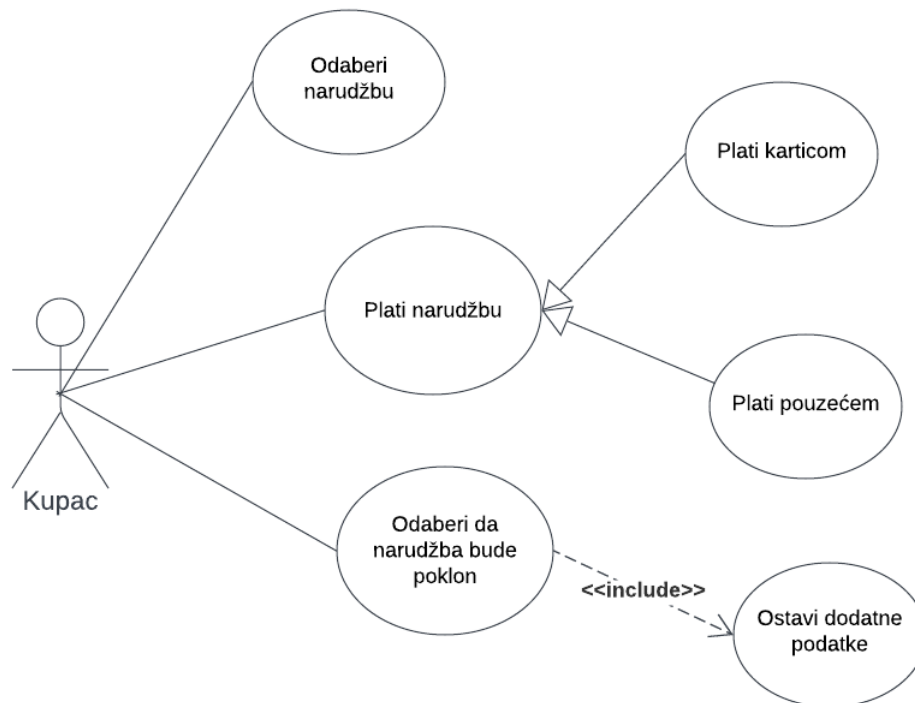 Odaberi
narudžbu
Plati karticom
Plati narudžbu
Plati pouzećem
Kupac
Odaberi da
narudžba bude
poklon
<<include>>
Ostavi dodatne
podatke